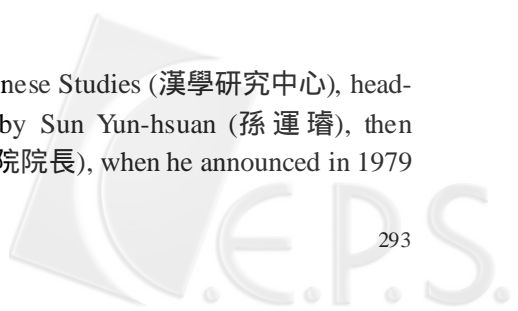 nese Studies (漢學研究中心), head-
by Sun Yun-hsuan (孫運璿), then
院院長), when he announced in 1979
293
C.E.P.S.